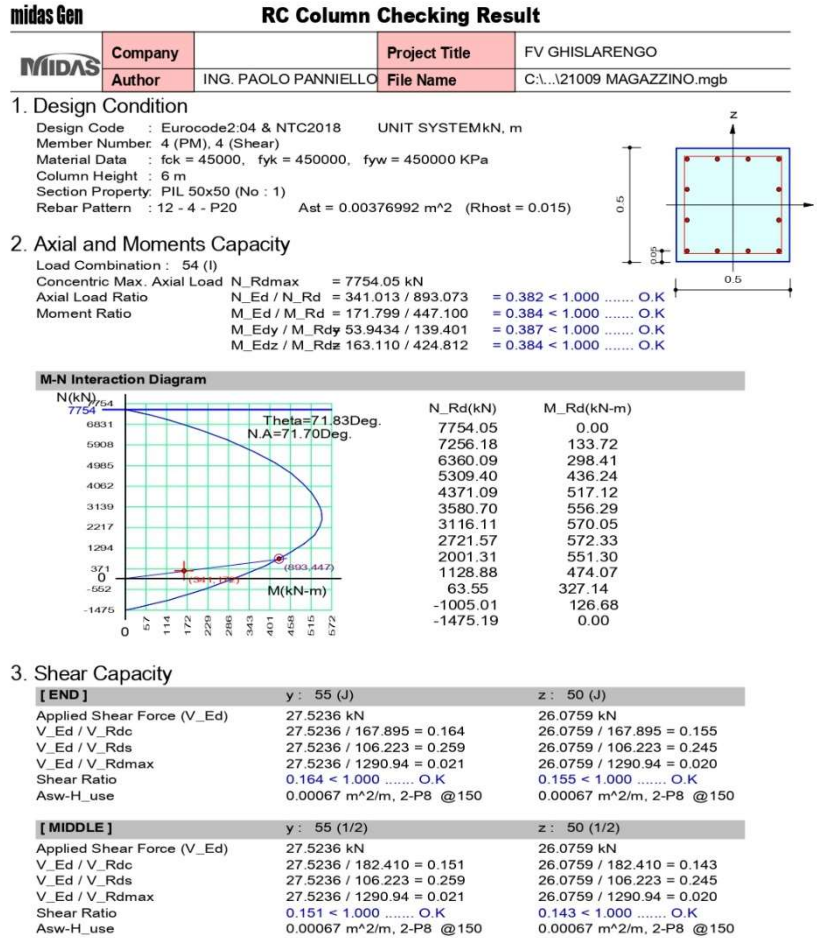 midas Gen
RC Column Checking Result
MIDAS
Company
Project Title FV GHISLARENGO
Author ING. PAOLO PANNIELLO File Name C:\...\21009 MAGAZZINO.mgb
1. Design Condition
Design Code : Eurocode2:04 & NTC2018 UNIT SYSTEMkN, m
Member Number: 4 (PM), 4 (Shear)
Material Data : fck = 45000, fyk = 450000, fyw = 450000 KPa
Column Height : 6 m
Section Property: PIL 50x50 (No : 1)
Rebar Pattern : 12 - 4 - P20 Ast = 0.00376992 m^2 (Rhost = 0.015)
z
0.5
0.05
0.5
2. Axial and Moments Capacity
Load Combination : 54 (I)
Concentric Max. Axial Load N_Rdmax = 7754.05 kN
Axial Load Ratio N_Ed / N_Rd = 341.013 / 893.073 = 0.382 < 1.000 ....... O.K
Moment Ratio M_Ed / M_Rd = 171.799 / 447.100 = 0.384 < 1.000 ....... O.K
M_Edy / M_Rdy 53.9434 / 139.401 = 0.387 < 1.000 ....... O.K
M_Edz / M_Rdz 163.110 / 424.812 = 0.384 < 1.000 ....... O.K
M-N Interaction Diagram
N(kN)
7754
7754
6831
5908
4985
4062
3139
2217
1294
371
0
-552
-1475
Theta=71.83Deg.
N.A=71.70Deg.
(893,447)
(341,172)
M(kN-m)
0 57 114 172 229 286 343 401 458 515 572
N_Rd(kN) M_Rd(kN-m)
7754.05 0.00
7256.18 133.72
6360.09 298.41
5309.40 436.24
4371.09 517.12
3580.70 556.29
3116.11 570.05
2721.57 572.33
2001.31 551.30
1128.88 474.07
63.55 327.14
-1005.01 126.68
-1475.19 0.00
3. Shear Capacity
[ END ] y : 55 (J) z : 50 (J)
Applied Shear Force (V_Ed) 27.5236 kN 26.0759 kN
V_Ed / V_Rdc 27.5236 / 167.895 = 0.164 26.0759 / 167.895 = 0.155
V_Ed / V_Rds 27.5236 / 106.223 = 0.259 26.0759 / 106.223 = 0.245
V_Ed / V_Rdmax 27.5236 / 1290.94 = 0.021 26.0759 / 1290.94 = 0.020
Shear Ratio 0.164 < 1.000 ....... O.K 0.155 < 1.000 ....... O.K
Asw-H_use 0.00067 m^2/m, 2-P8 @150 0.00067 m^2/m, 2-P8 @150
[ MIDDLE ] y : 55 (1/2) z : 50 (1/2)
Applied Shear Force (V_Ed) 27.5236 kN 26.0759 kN
V_Ed / V_Rdc 27.5236 / 182.410 = 0.151 26.0759 / 182.410 = 0.143
V_Ed / V_Rds 27.5236 / 106.223 = 0.259 26.0759 / 106.223 = 0.245
V_Ed / V_Rdmax 27.5236 / 1290.94 = 0.021 26.0759 / 1290.94 = 0.020
Shear Ratio 0.151 < 1.000 ....... O.K 0.143 < 1.000 ....... O.K
Asw-H_use 0.00067 m^2/m, 2-P8 @150 0.00067 m^2/m, 2-P8 @150